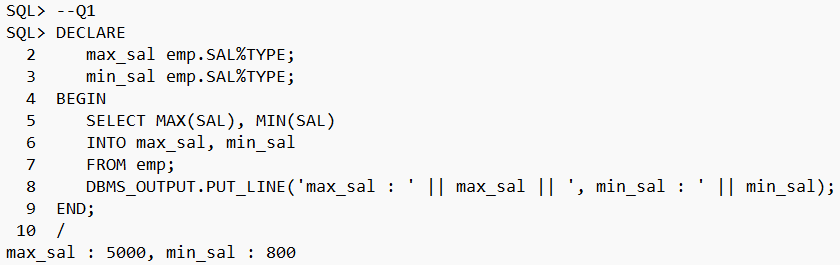 SQL> --Q1
SQL> DECLARE
  2     max_sal emp.SAL%TYPE;
  3     min_sal emp.SAL%TYPE;
  4  BEGIN
  5     SELECT MAX(SAL), MIN(SAL)
  6     INTO max_sal, min_sal
  7     FROM emp;
  8     DBMS_OUTPUT.PUT_LINE('max_sal : ' || max_sal || ', min_sal : ' || min_sal);
  9  END;
 10  /
max_sal : 5000, min_sal : 800